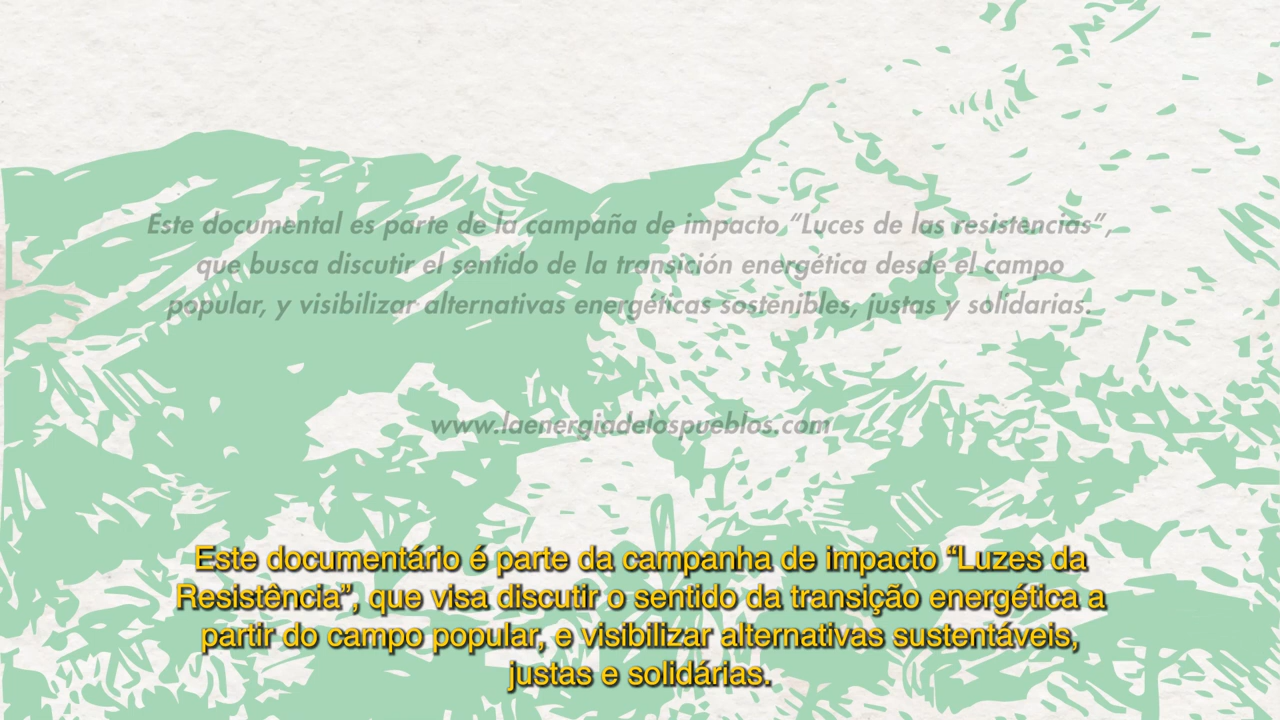 Este documental es parte de la campaña de impacto “Luces de las resistencias”,
que busca discutir el sentido de la transición energética desde el campo
popular, y visibilizar alternativas energéticas sostenibles, justas y solidarias.
www.laenergiadelospueblos.com
Este documentário é parte da campanha de impacto “Luzes da
Resistência”, que visa discutir o sentido da transição energética a
partir do campo popular, e visibilizar alternativas sustentáveis,
justas e solidárias.